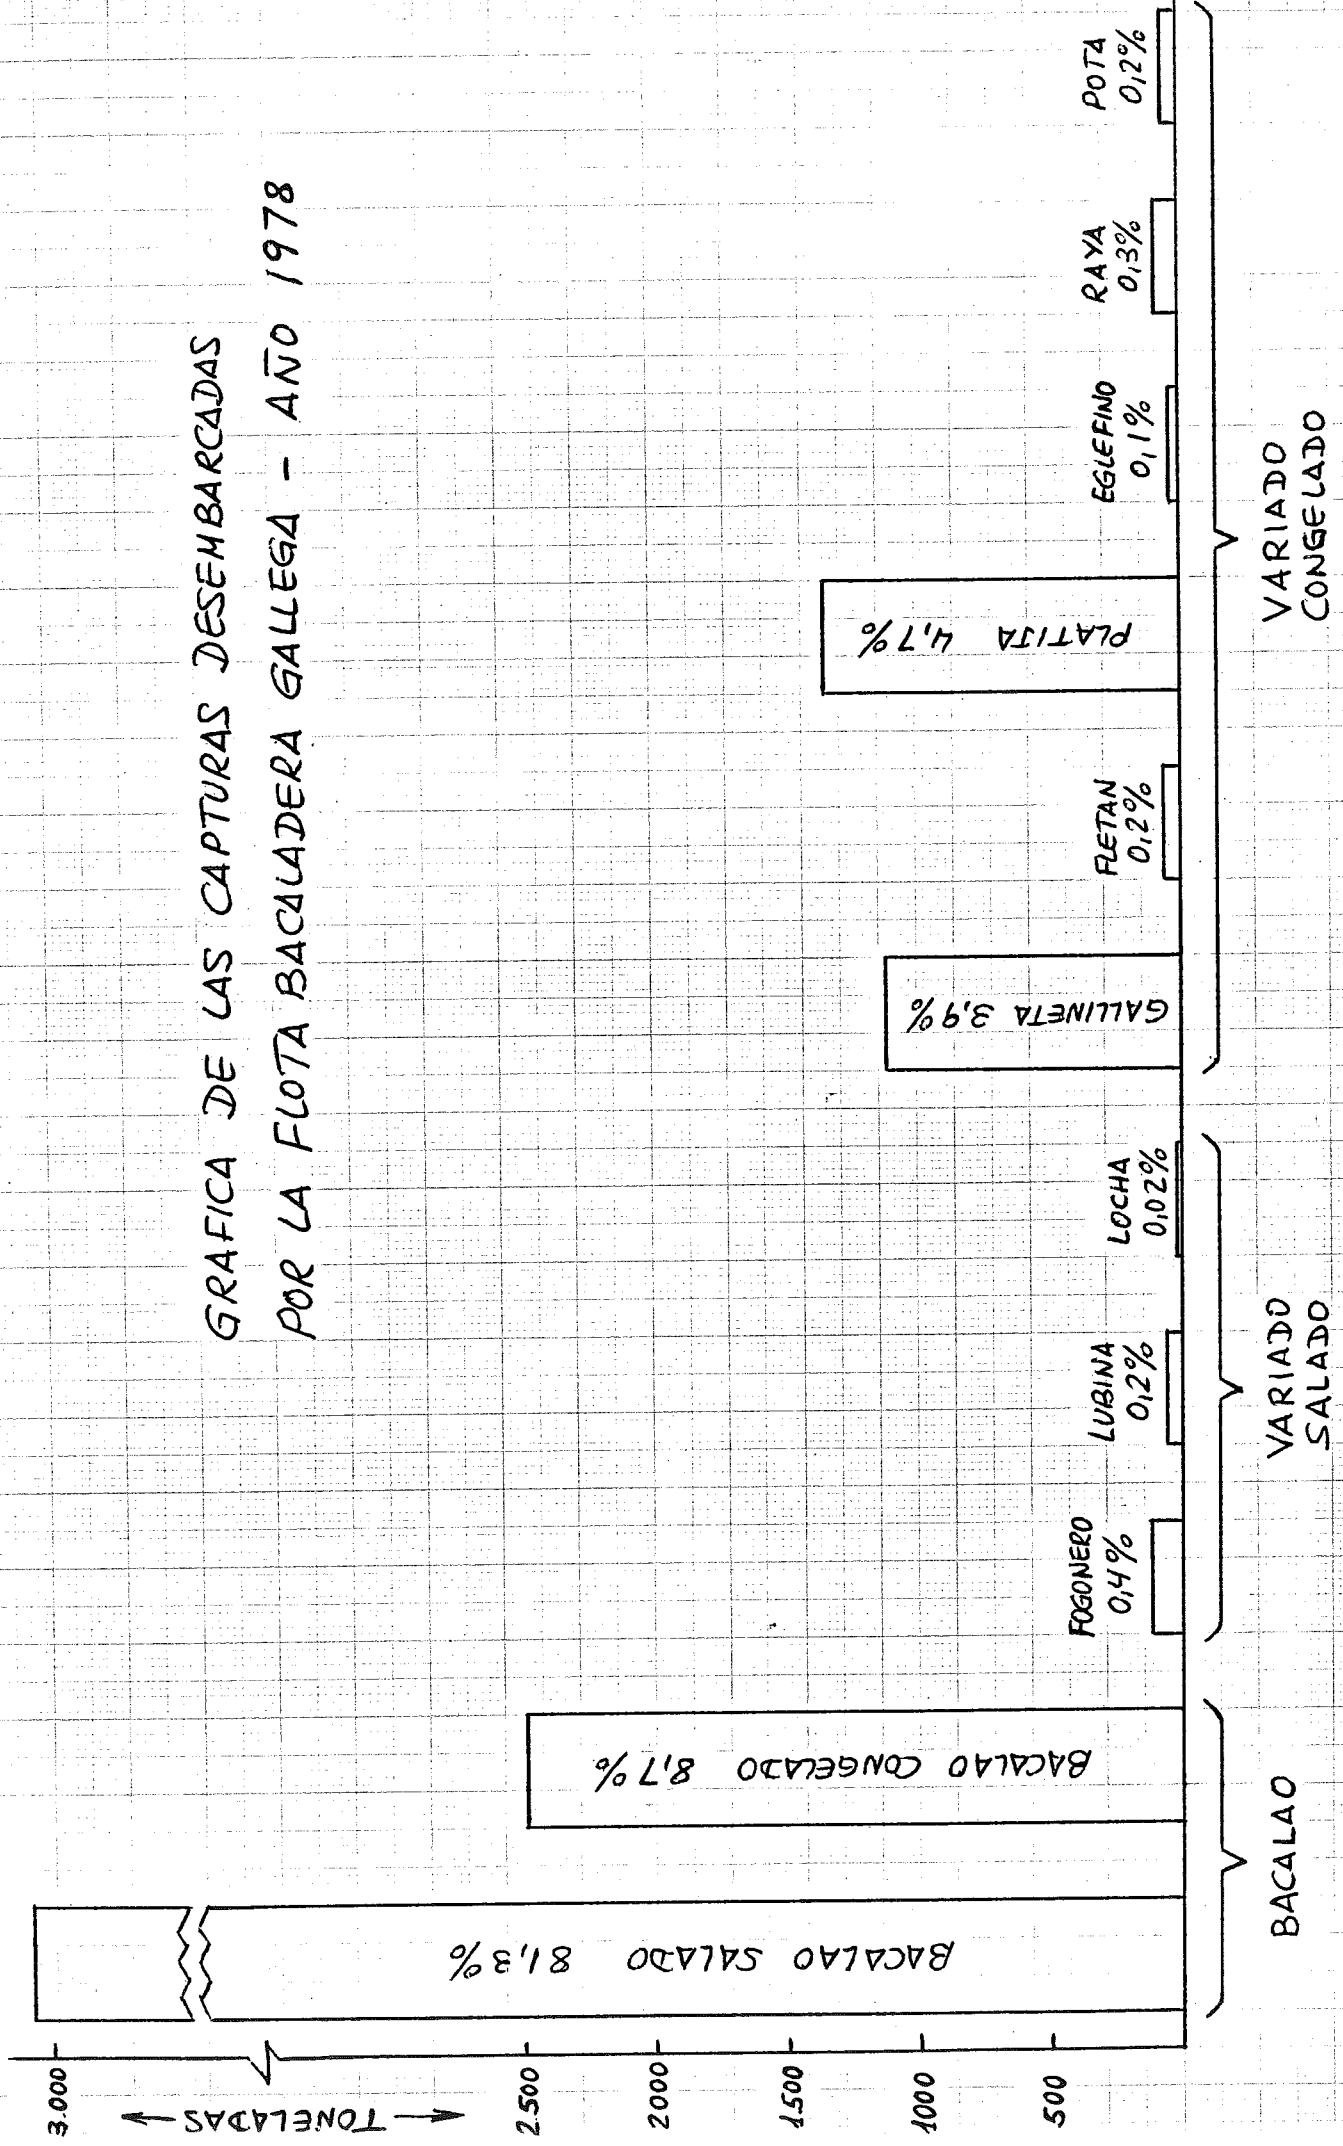 GRAFICA DE LAS CAPTURAS DESEMBARCADAS
POR LA FLOTA BACALADERA GALLEGA - AÑO 1978
← TONELADAS →
3.000
2.500
2000
1.500
1000
500
BACALAO SALADO 81,3%
BACALAO CONGELADO 8,7%
FOGONERO
0,4%
LUBINA
0,2%
LOCHA
0,02%
GALLINETA 3,9%
FLETAN
0,2%
PLATIJA 4,7%
EGLEFINO
0,1%
RAYA
0,3%
POTA
0,2%
BACALAO
VARIADO
SALADO
VARIADO
CONGELADO